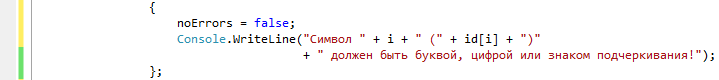 {
noErrors = false;
Console.WriteLine("Символ " + i + " (" + id[i] + ")"
+ " должен быть буквой, цифрой или знаком подчеркивания!");
};